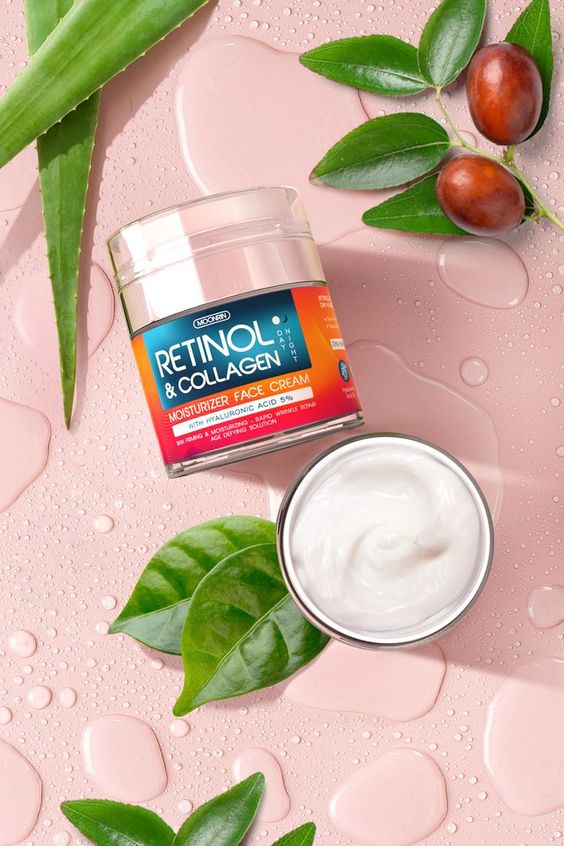 MOONRIN
RETINOL
& COLLAGEN
DAY
NIGHT
MOISTURIZER FACE CREAM
WITH HYALURONIC ACID 5%
SKIN FIRMING & MOISTURIZING - RAPID WRINKLE REPAIR
AGE DEFYING SOLUTION